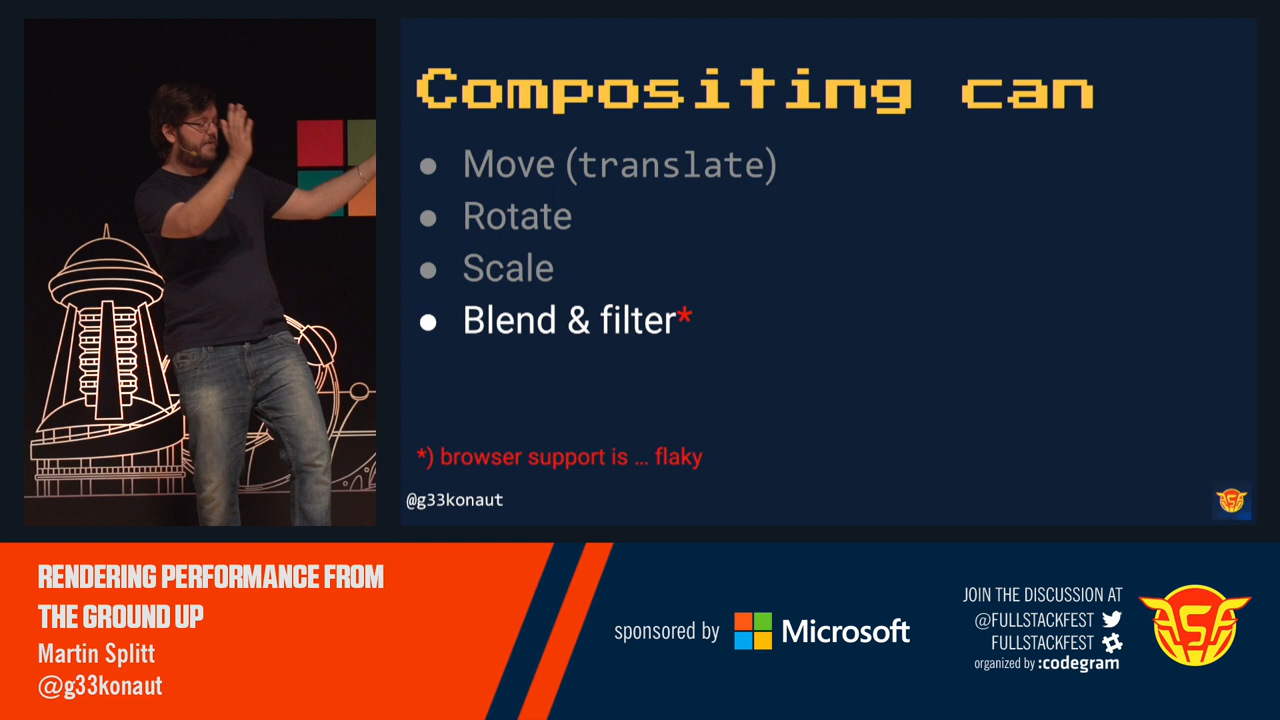 Compositing can
● Move (translate)
● Rotate
● Scale
● Blend & filter*
*) browser support is … flaky
@g33konaut
RENDERING PERFORMANCE FROM
THE GROUND UP
Martin Splitt
@g33konaut
sponsored by Microsoft
JOIN THE DISCUSSION AT
@FULLSTACKFEST
FULLSTACKFEST
organized by :codegram